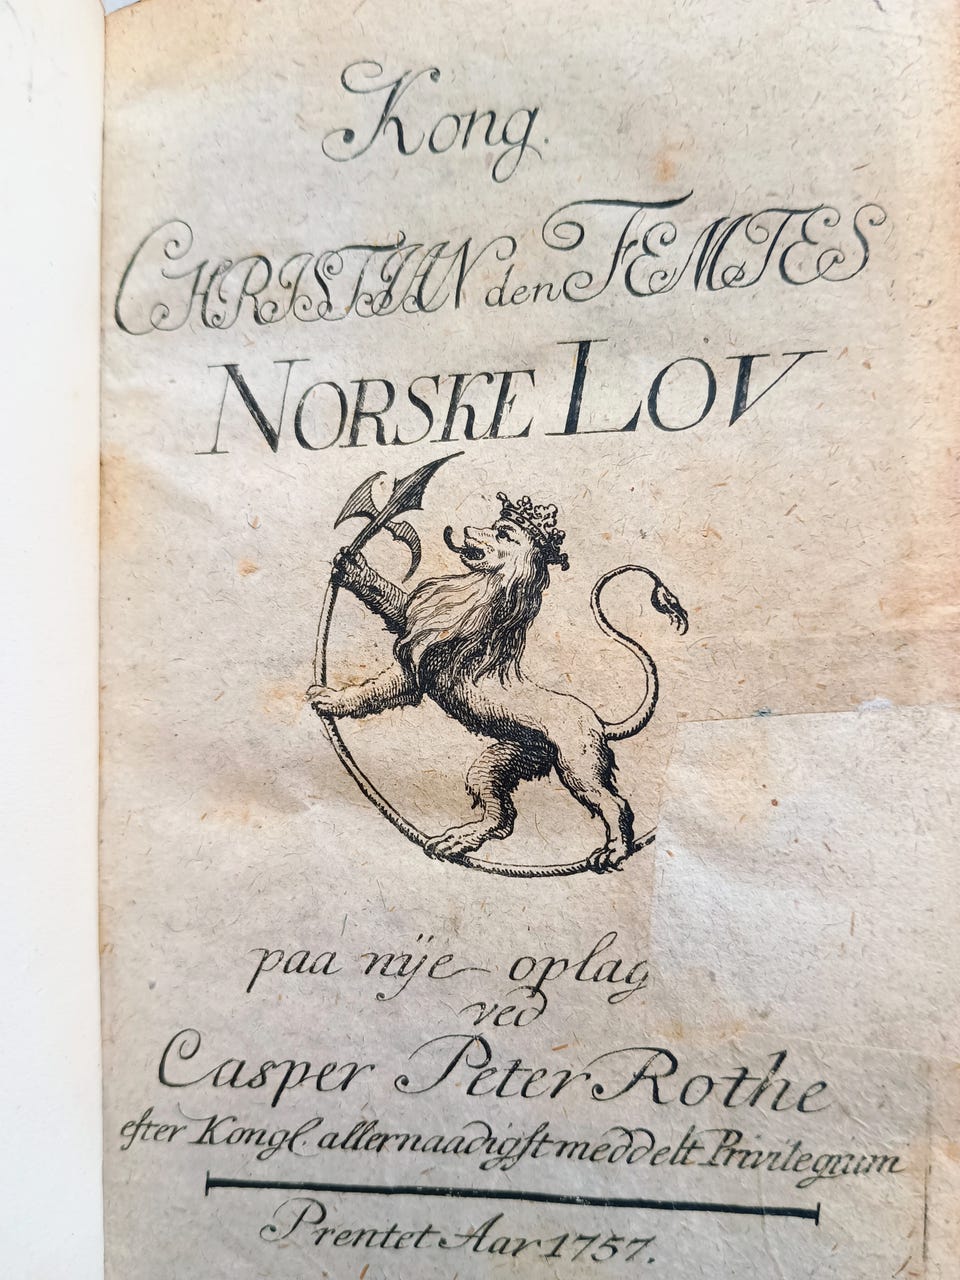 Kong.
CHRISTIAN den FEMTES
NORSKE LOV
paa nÿe oplag
ved
Casper Peter Rothe
efter Kongl. allernaadigst meddelt Privilegium
Prentet Aar 1757.